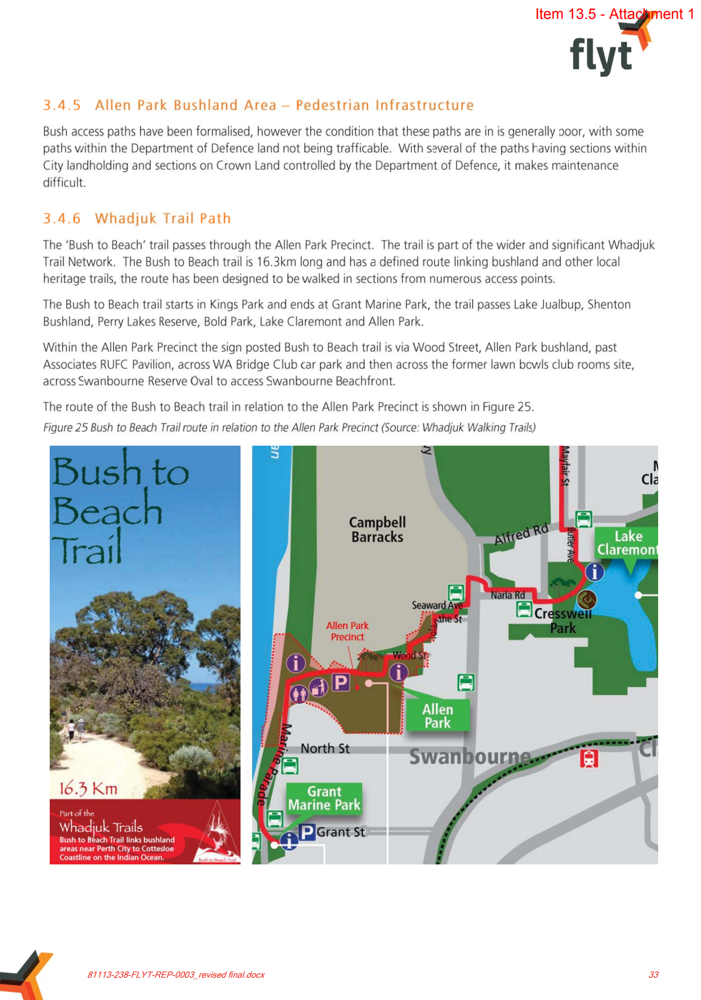 Item 13.5 - Attachment 1
flyt
3.4.5 Allen Park Bushland Area – Pedestrian Infrastructure
Bush access paths have been formalised, however the condition that these paths are in is generally poor, with some
paths within the Department of Defence land not being trafficable. With several of the paths having sections within
City landholding and sections on Crown Land controlled by the Department of Defence, it makes maintenance
difficult.
3.4.6 Whadjuk Trail Path
The ‘Bush to Beach’ trail passes through the Allen Park Precinct. The trail is part of the wider and significant Whadjuk
Trail Network. The Bush to Beach trail is 16.3km long and has a defined route linking bushland and other local
heritage trails, the route has been designed to be walked in sections from numerous access points.
The Bush to Beach trail starts in Kings Park and ends at Grant Marine Park, the trail passes Lake Jualbup, Shenton
Bushland, Perry Lakes Reserve, Bold Park, Lake Claremont and Allen Park.
Within the Allen Park Precinct the sign posted Bush to Beach trail is via Wood Street, Allen Park bushland, past
Associates RUFC Pavilion, across WA Bridge Club car park and then across the former lawn bowls club rooms site,
across Swanbourne Reserve Oval to access Swanbourne Beachfront.
The route of the Bush to Beach trail in relation to the Allen Park Precinct is shown in Figure 25.
Figure 25 Bush to Beach Trail route in relation to the Allen Park Precinct (Source: Whadjuk Walking Trails)
Bush to
Beach
Trail
16.3 Km
Part of the
Whadjuk Trails
Bush to Beach Trail links bushland
areas near Perth City to Cottesloe
Coastline on the Indian Ocean.
Bush to Beach Trail
an
vy
Mayfair St
Cla
Campbell
Barracks
Alfred Rd
Butler Ave
Lake
Claremont
Narla Rd
Seaward Ave
the St
Cresswell
Park
Allen Park
Precinct
Wood St
P
Allen
Park
Marine Parade
North St
Swanbourne
Cl
Grant
Marine Park
P
Grant St
81113-238-FLYT-REP-0003_revised final.docx
33